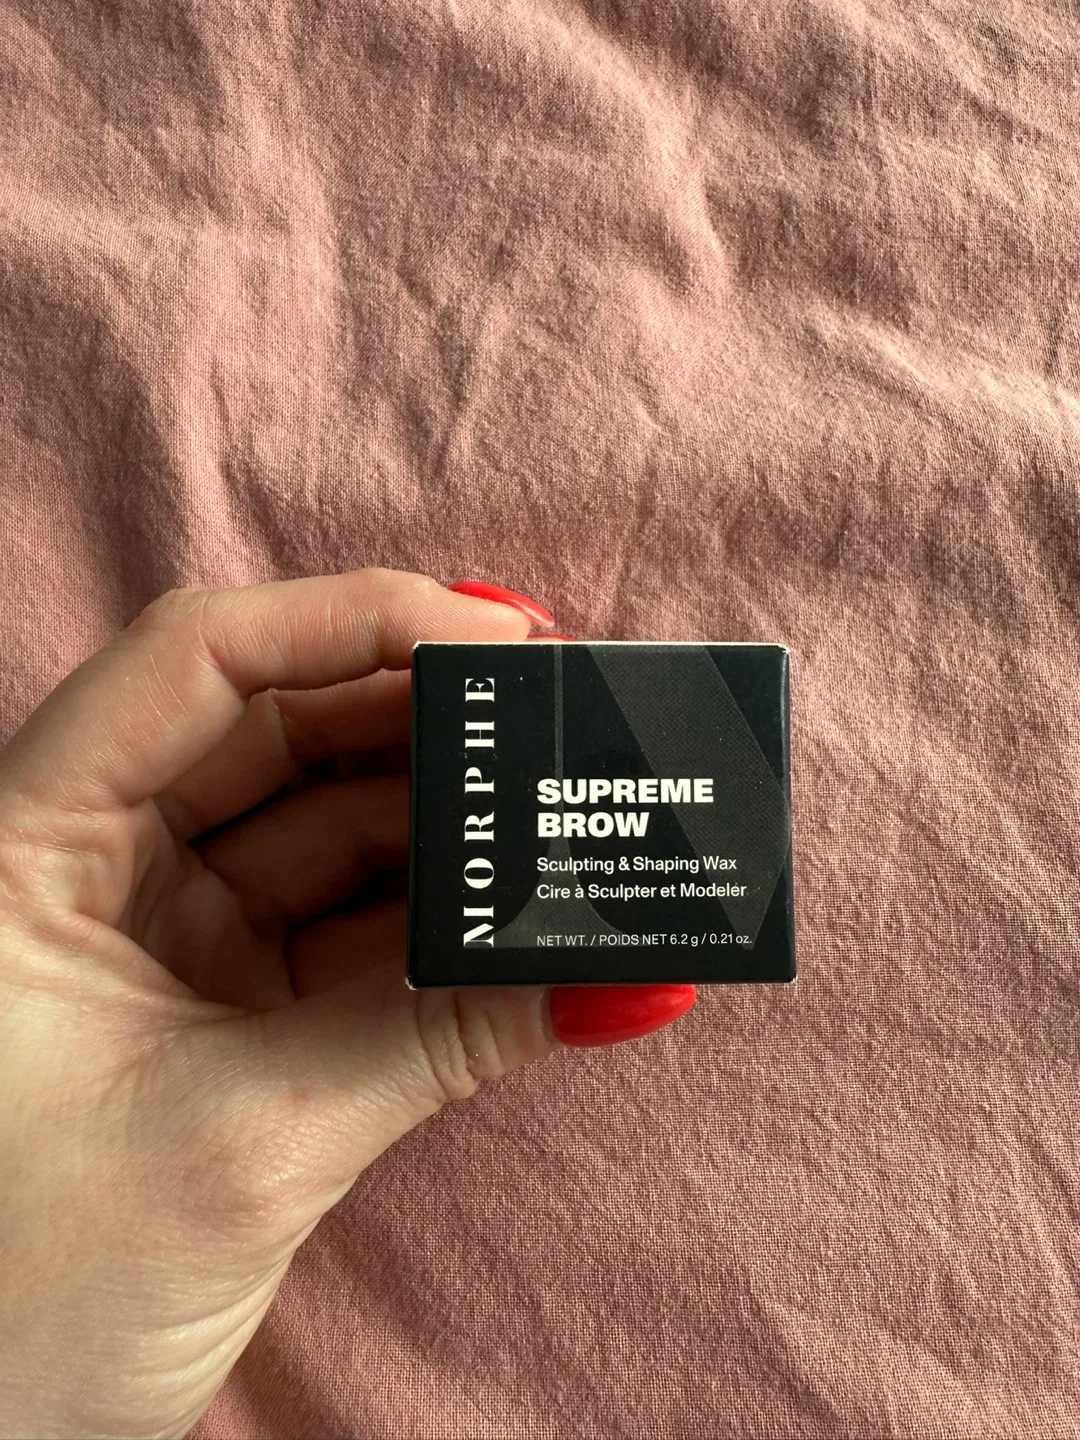 MORPHE
SUPREME
BROW
Sculpting & Shaping Wax
Cire à Sculpter et Modeler
NET WT. / POIDS NET 6.2 g / 0.21 oz.